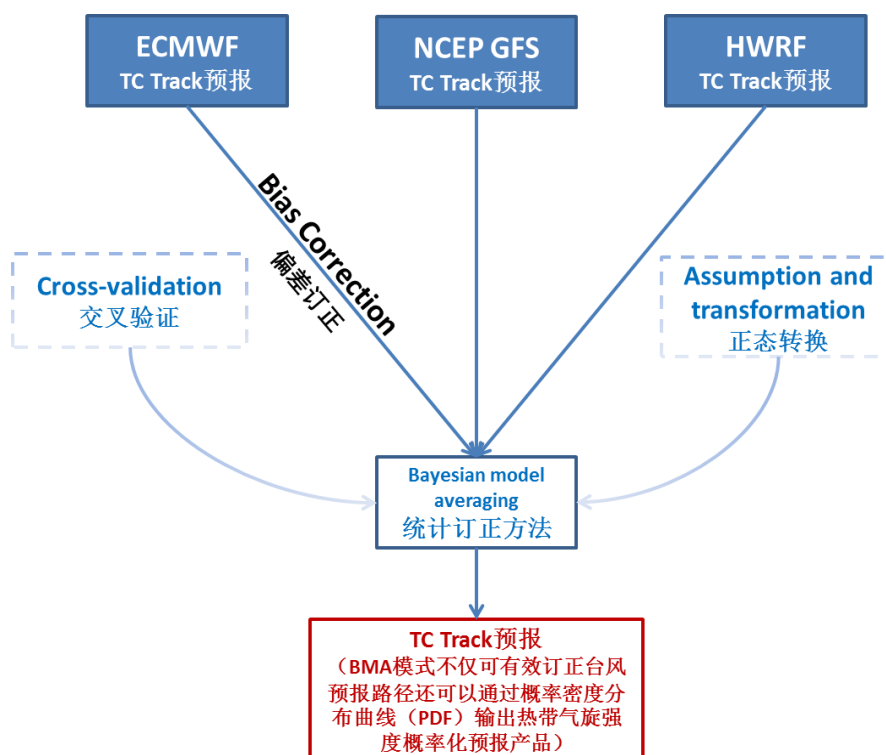 ECMWF
TC Track预报
NCEP GFS
TC Track预报
HWRF
TC Track预报
Bias Correction
偏差订正
Cross-validation
交叉验证
Assumption and
transformation
正态转换
Bayesian model
averaging
统计订正方法
TC Track预报
（BMA模式不仅可有效订正台风
预报路径还可以通过概率密度分
布曲线（PDF）输出热带气旋强
度概率化预报产品）